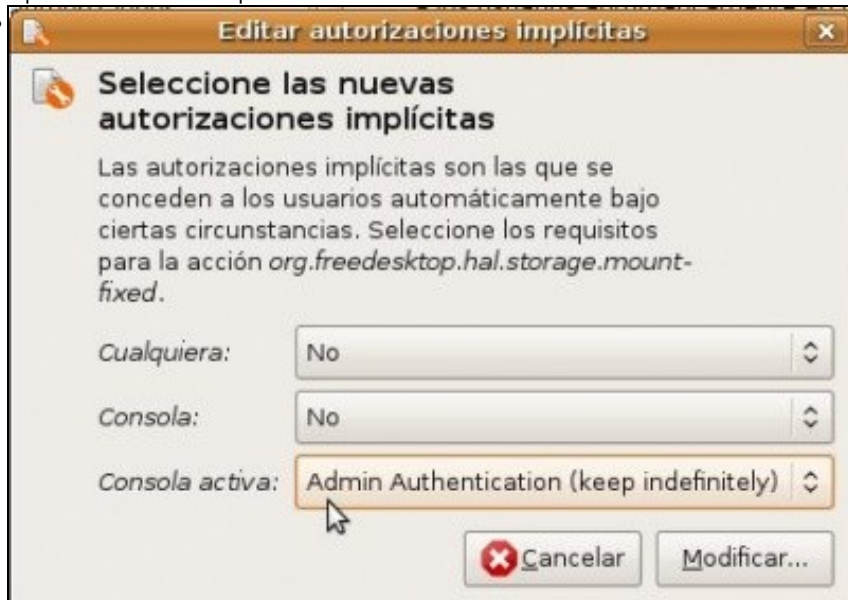 Editar autorizaciones implícitas
Seleccione las nuevas
autorizaciones implícitas
Las autorizaciones implícitas son las que se
conceden a los usuarios automáticamente bajo
ciertas circunstancias. Seleccione los requisitos
para la acción org.freedesktop.hal.storage.mount-
fixed.
Cualquiera: No
Consola: No
Consola activa: Admin Authentication (keep indefinitely)
Cancelar Modificar...